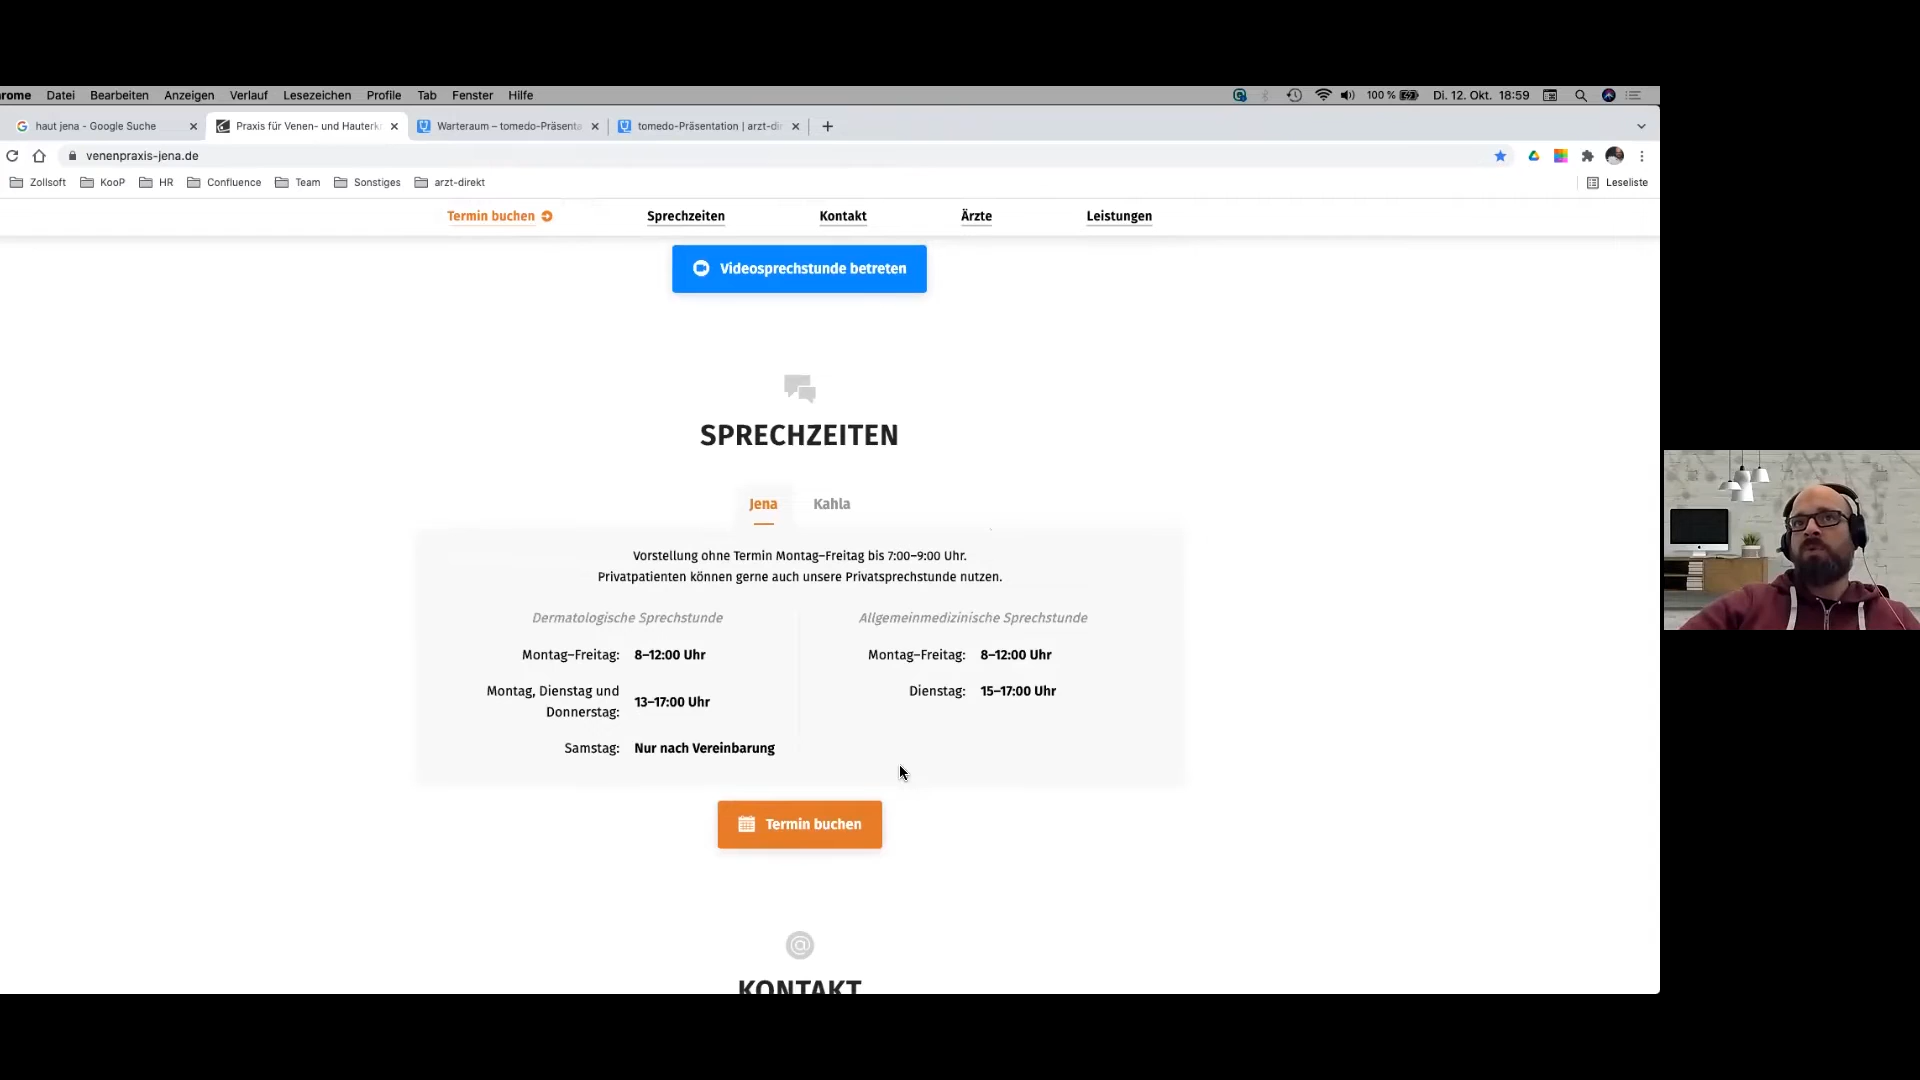 rome Datei Bearbeiten Anzeigen Verlauf Lesezeichen Profile Tab Fenster Hilfe 100 % Di. 12. Okt. 18:59
haut jena - Google Suche Praxis für Venen- und Hauterk Warteraum – tomedo-Präsenta tomedo-Präsentation | arzt-dir
venenpraxis-jena.de
Zollsoft KooP HR Confluence Team Sonstiges arzt-direkt Leseliste
Termin buchen Sprechzeiten Kontakt Ärzte Leistungen
Videosprechstunde betreten
SPRECHZEITEN
Jena Kahla
Vorstellung ohne Termin Montag–Freitag bis 7:00–9:00 Uhr.
Privatpatienten können gerne auch unsere Privatsprechstunde nutzen.
Dermatologische Sprechstunde Allgemeinmedizinische Sprechstunde
Montag–Freitag: 8–12:00 Uhr Montag–Freitag: 8–12:00 Uhr
Montag, Dienstag und
Donnerstag: 13–17:00 Uhr Dienstag: 15–17:00 Uhr
Samstag: Nur nach Vereinbarung
Termin buchen
KONTAKT